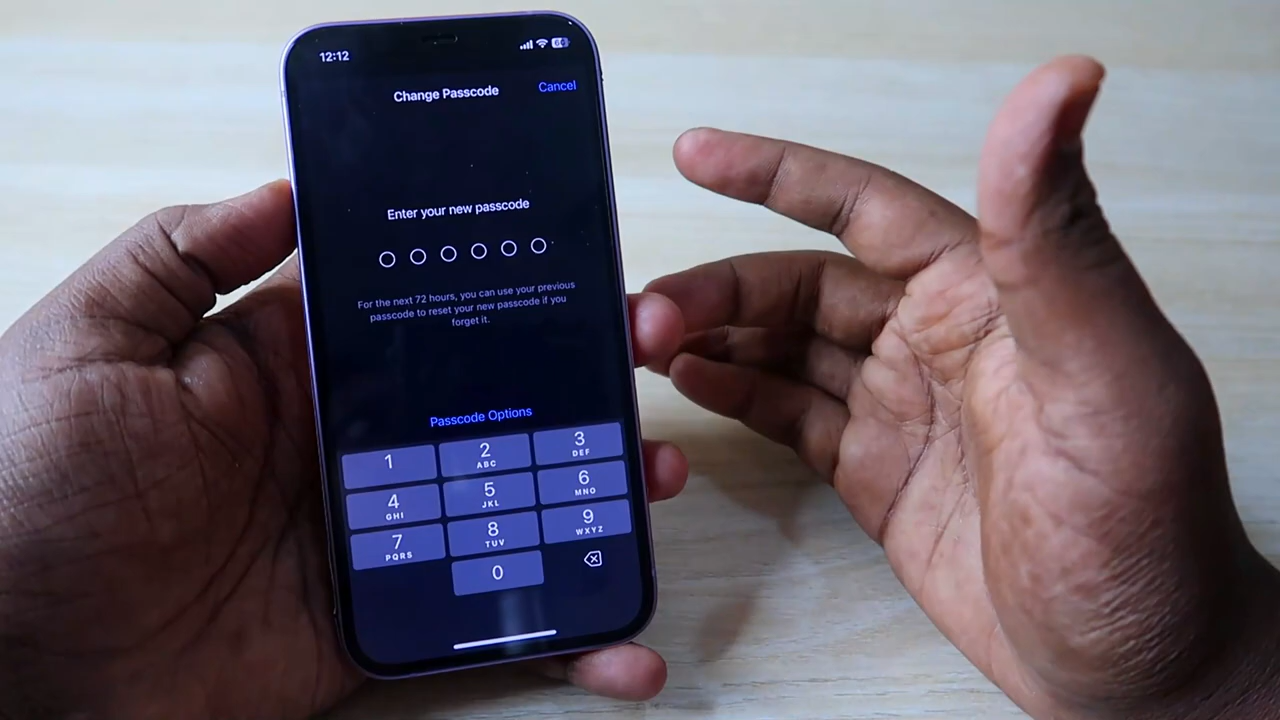 12:12
60
Change Passcode
Cancel
Enter your new passcode
For the next 72 hours, you can use your previous
passcode to reset your new passcode if you
forget it.
Passcode Options
1
2
ABC
3
DEF
4
GHI
5
JKL
6
MNO
7
PQRS
8
TUV
9
WXYZ
0